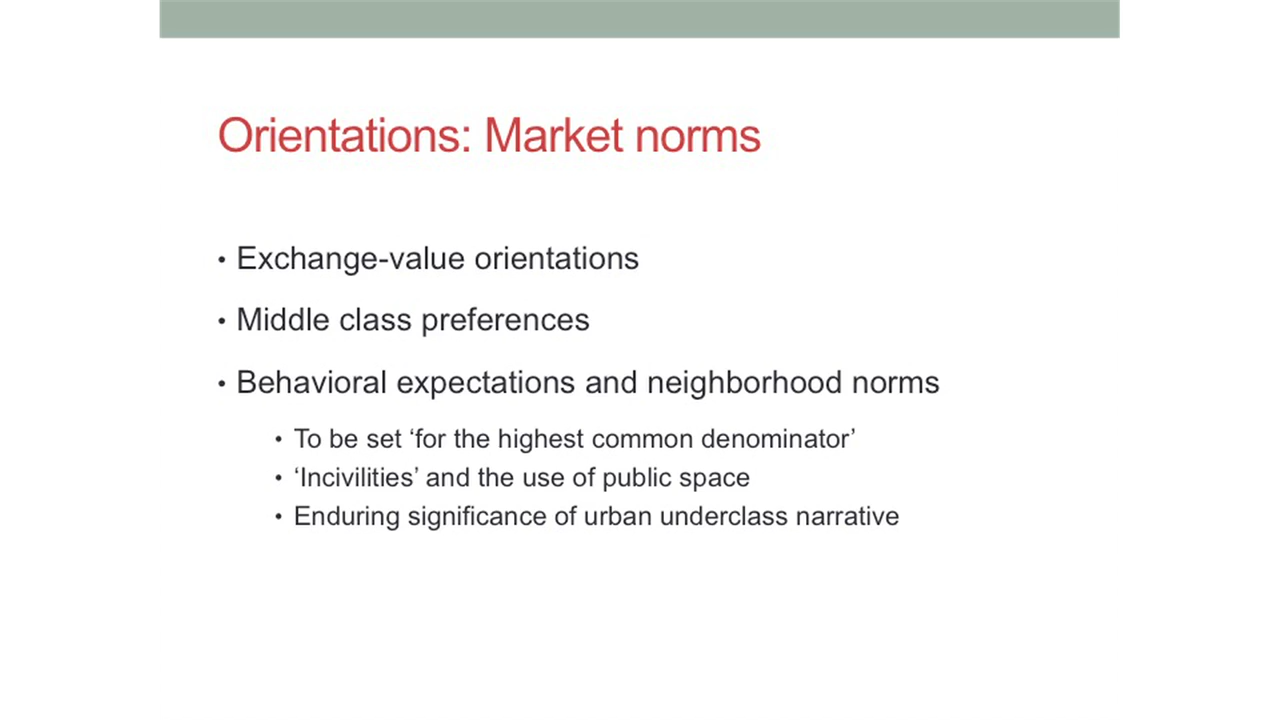 Orientations: Market norms
• Exchange-value orientations
• Middle class preferences
• Behavioral expectations and neighborhood norms
• To be set ‘for the highest common denominator’
• ‘Incivilities’ and the use of public space
• Enduring significance of urban underclass narrative